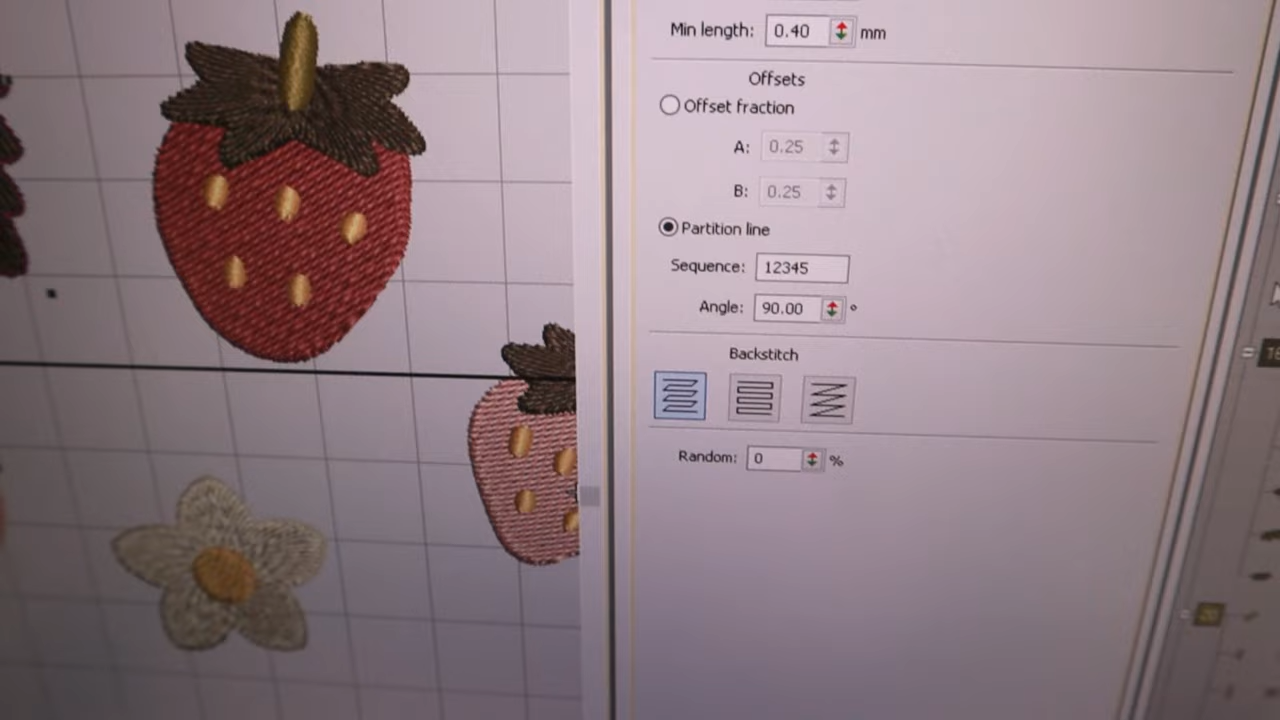 Min length: 0.40 mm
Offsets
Offset fraction
A: 0.25
B: 0.25
Partition line
Sequence: 12345
Angle: 90.00 °
Backstitch
Random: 0 %